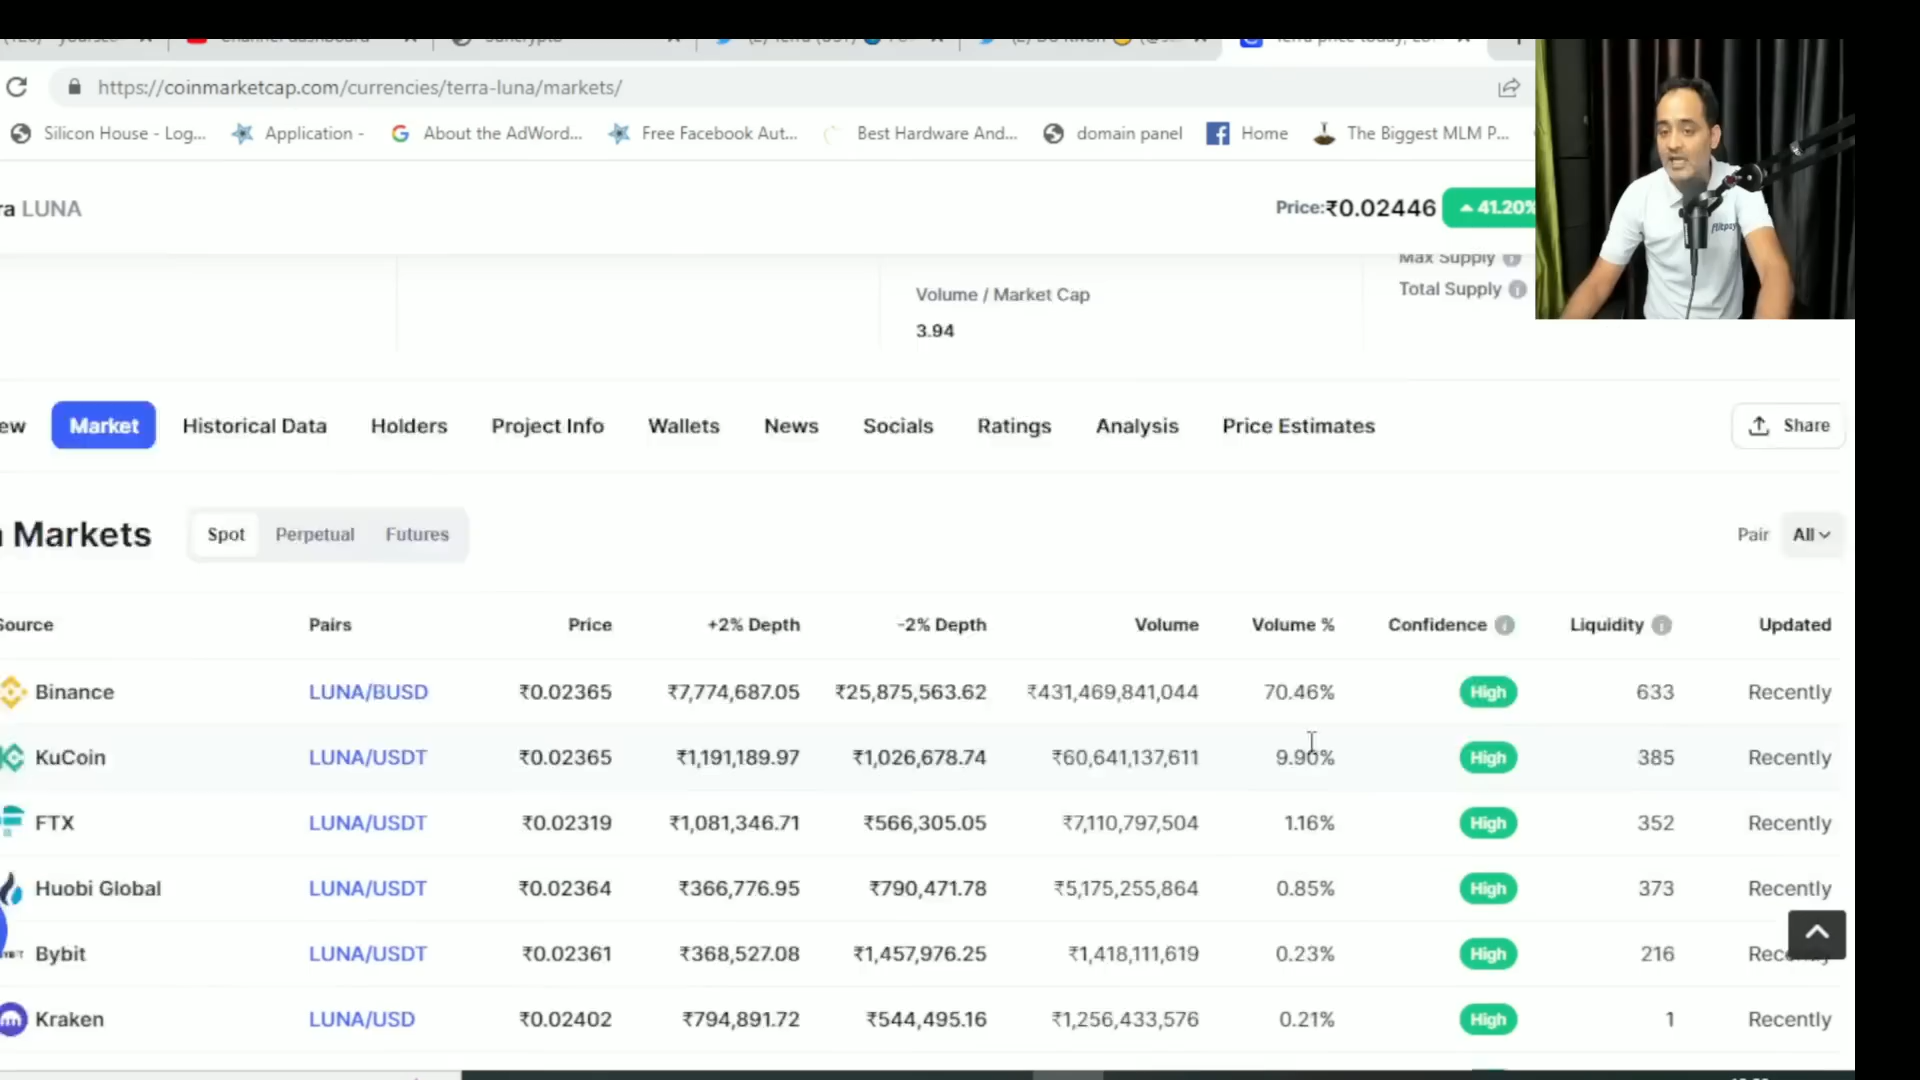 https://coinmarketcap.com/currencies/terra-luna/markets/
Silicon House - Log... Application - About the AdWord... Free Facebook Aut... Best Hardware And... domain panel Home The Biggest MLM P...
ra LUNA
Price:₹0.02446 41.20%
Max Supply
Total Supply
Volume / Market Cap
3.94
ew Market Historical Data Holders Project Info Wallets News Socials Ratings Analysis Price Estimates Share
Markets Spot Perpetual Futures Pair All
Source Pairs Price +2% Depth -2% Depth Volume Volume % Confidence Liquidity Updated
Binance LUNA/BUSD ₹0.02365 ₹7,774,687.05 ₹25,875,563.62 ₹431,469,841,044 70.46% High 633 Recently
KuCoin LUNA/USDT ₹0.02365 ₹1,191,189.97 ₹1,026,678.74 ₹60,641,137,611 9.90% High 385 Recently
FTX LUNA/USDT ₹0.02319 ₹1,081,346.71 ₹566,305.05 ₹7,110,797,504 1.16% High 352 Recently
Huobi Global LUNA/USDT ₹0.02364 ₹366,776.95 ₹790,471.78 ₹5,175,255,864 0.85% High 373 Recently
Bybit LUNA/USDT ₹0.02361 ₹368,527.08 ₹1,457,976.25 ₹1,418,111,619 0.23% High 216 Rec
Kraken LUNA/USD ₹0.02402 ₹794,891.72 ₹544,495.16 ₹1,256,433,576 0.21% High 1 Recently